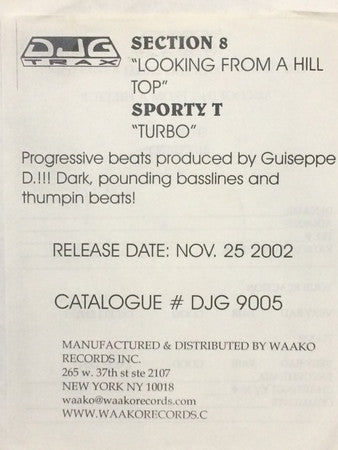 DJG
TRAX
SECTION 8
"LOOKING FROM A HILL
TOP"
SPORTY T
"TURBO"
Progressive beats produced by Guiseppe
D.!!! Dark, pounding basslines and
thumpin beats!
RELEASE DATE: NOV. 25 2002
CATALOGUE # DJG 9005
MANUFACTURED & DISTRIBUTED BY WAAKO
RECORDS INC.
265 w. 37th st ste 2107
NEW YORK NY 10018
waako@waakorecords.com
WWW.WAAKORECORDS.C